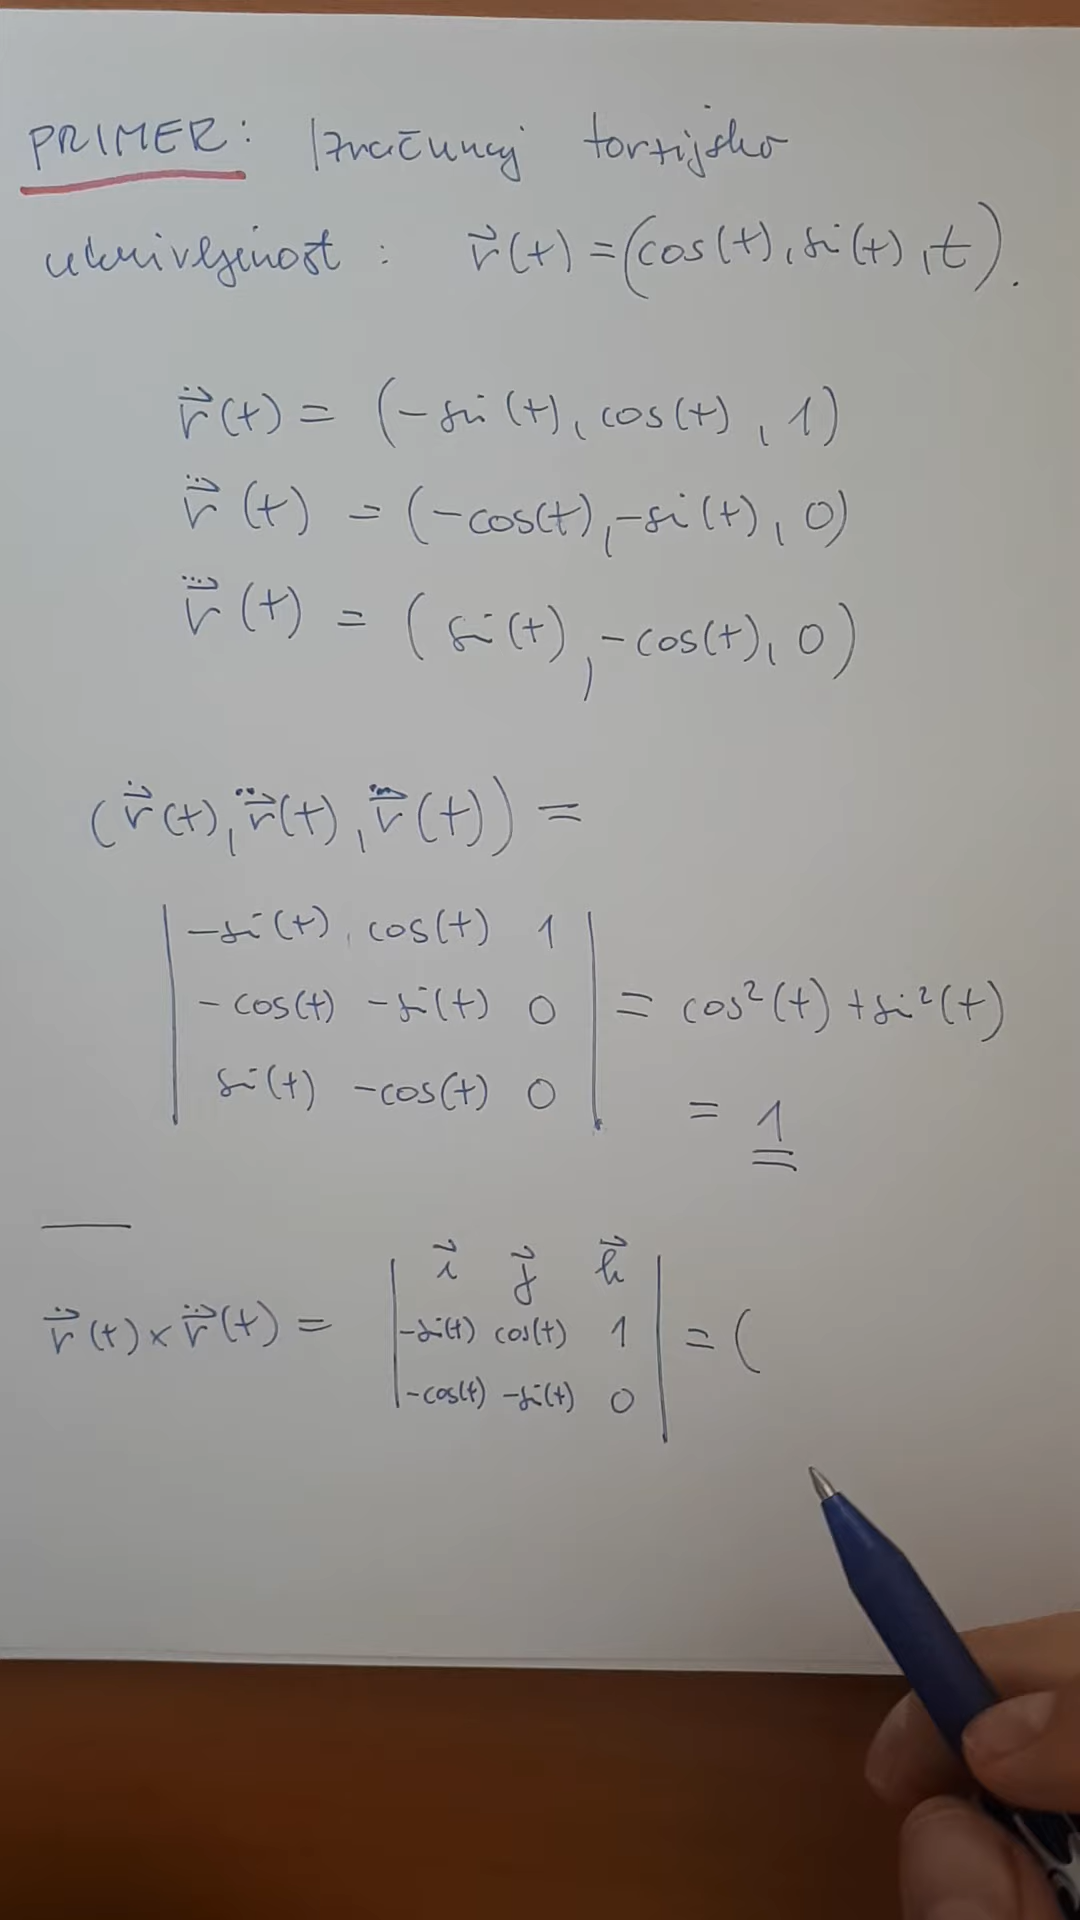 PRIMER: Izračunaj torzijsko
ukrivljenost : r⃗(t) = (cos(t), sin(t), t).
ṙ⃗(t) = (-sin(t), cos(t), 1)
r̈⃗(t) = (-cos(t), -sin(t), 0)
r⃛⃗(t) = (sin(t), -cos(t), 0)
(ṙ⃗(t), r̈⃗(t), r⃛⃗(t)) =
| -sin(t) cos(t) 1 |
| -cos(t) -sin(t) 0 | = cos²(t) + sin²(t)
| sin(t) -cos(t) 0 | = 1
| i⃗ j⃗ k⃗ |
ṙ⃗(t) × r̈⃗(t) = | -sin(t) cos(t) 1 | = (
| -cos(t) -sin(t) 0 |